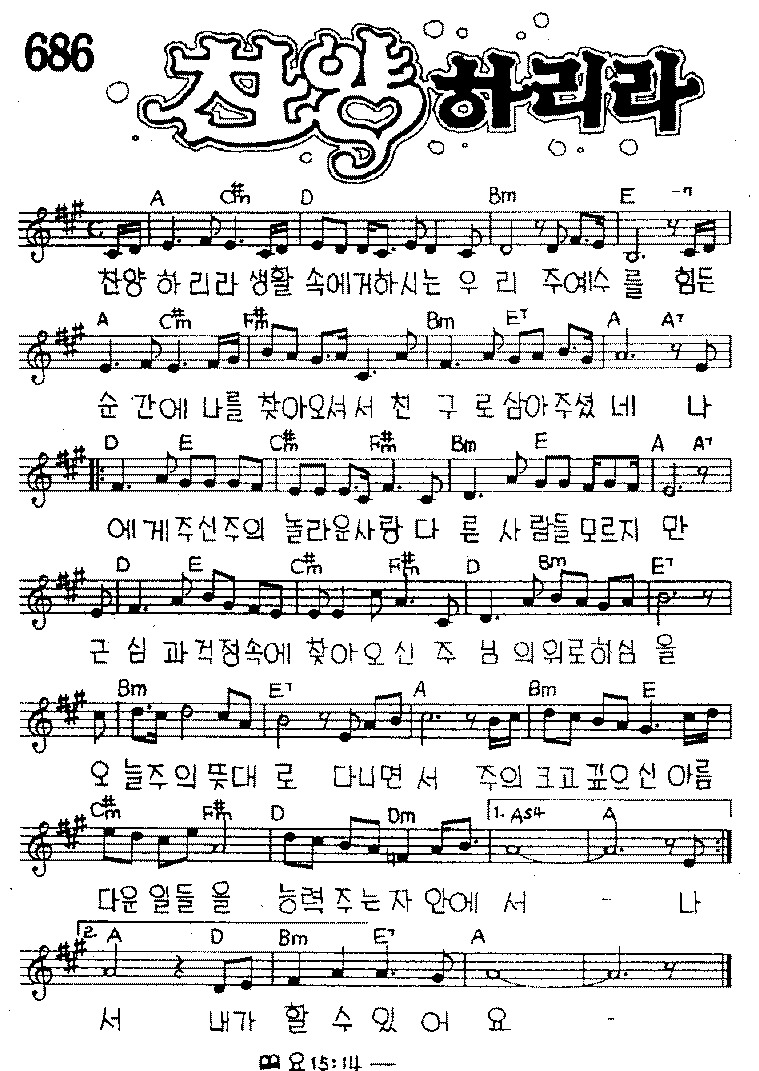 686
찬양하리라
A C#m D Bm E 7
찬양 하 리라 생활 속에거하시는 우 리 주예수 를 힘든
A C#m F#m Bm E7 A A7
순 간에 나를 찾아오셔서 친 구 로삼아주셨 네 나
D E C#m F#m Bm E A A7
에게주신주의 놀라운사랑 다 른 사람들모르지 만
D E C#m F#m D Bm E7
근 심 과걱정속에 찾아오신 주 님 의위로하심 을
Bm E7 A Bm E
오 늘주의뜻대 로 다니면 서 주의크고깊으신아름
C#m F#m D Dm 1. Asus4 A
다운일들 을 능력주는자 안에 서 - 나
2. A D Bm E7 A
서 내가 할 수 있 어 요 -
요 15:14 —